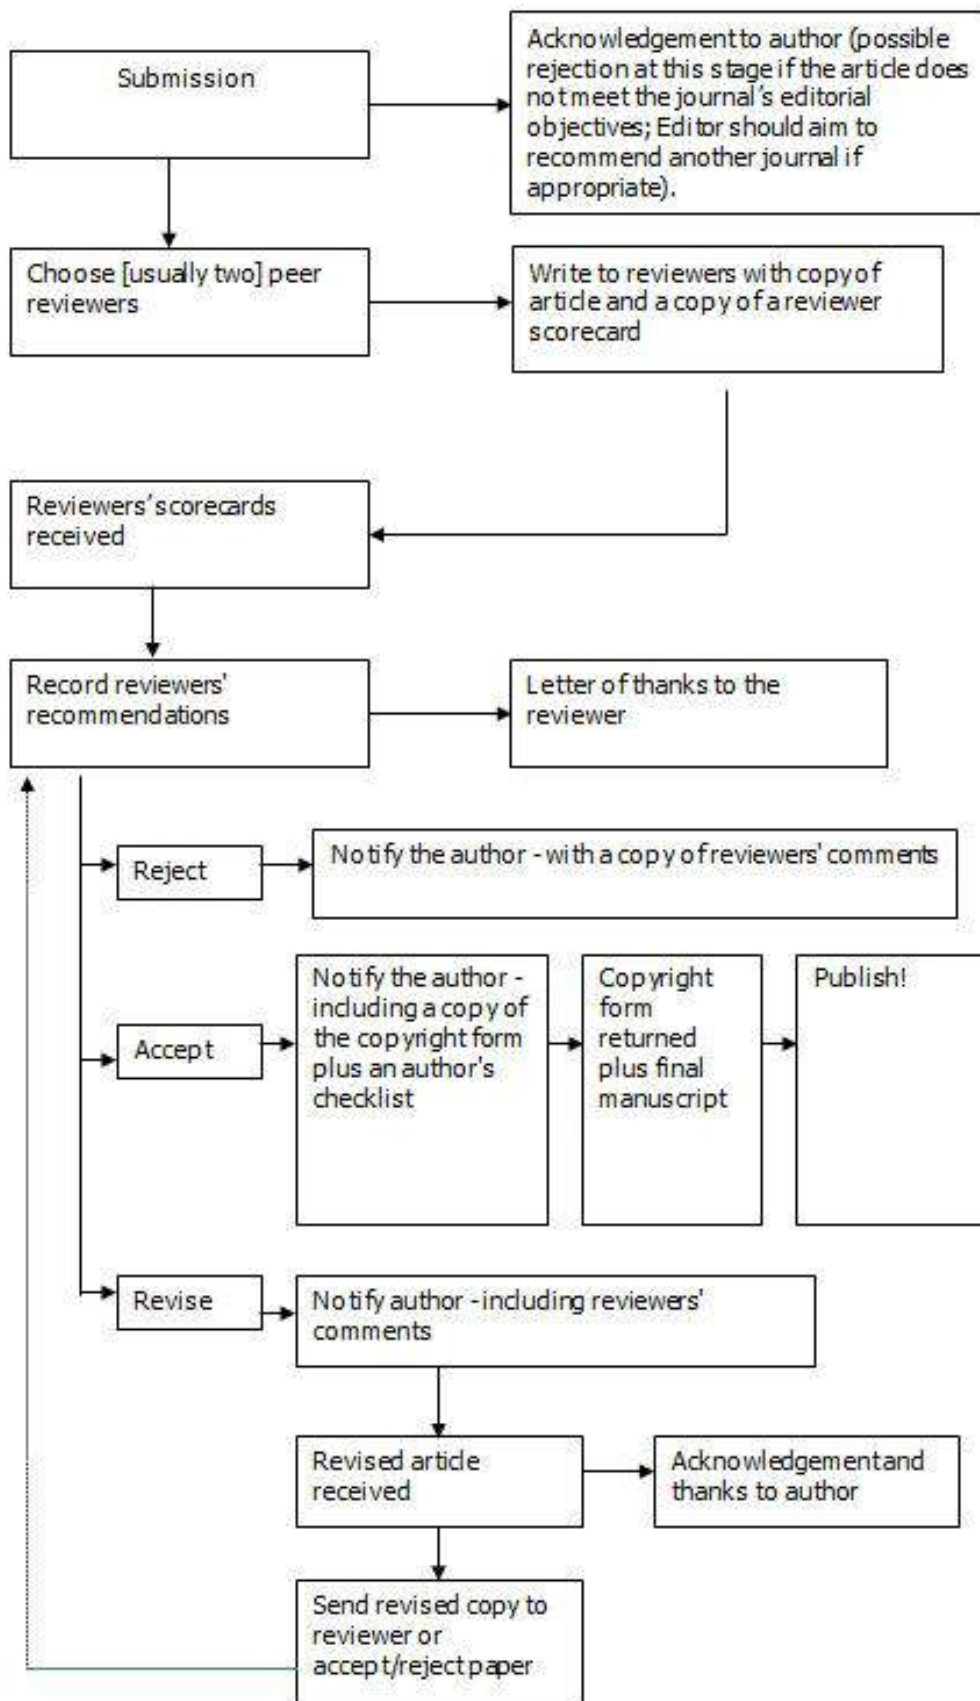 Submission
Acknowledgement to author (possible
rejection at this stage if the article does
not meet the journal's editorial
objectives; Editor should aim to
recommend another journal if
appropriate).
Choose [usually two] peer
reviewers
Write to reviewers with copy of
article and a copy of a reviewer
scorecard
Reviewers' scorecards
received
Record reviewers'
recommendations
Letter of thanks to the
reviewer
Reject
Notify the author - with a copy of reviewers' comments
Accept
Notify the author -
including a copy of
the copyright form
plus an author's
checklist
Copyright
form
returned
plus final
manuscript
Publish!
Revise
Notify author - including reviewers'
comments
Revised article
received
Acknowledgement and
thanks to author
Send revised copy to
reviewer or
accept/reject paper